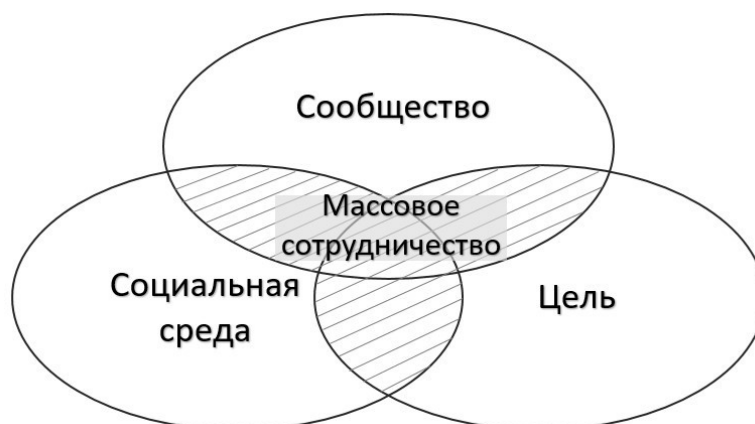 Сообщество
Массовое
сотрудничество
Социальная
среда
Цель